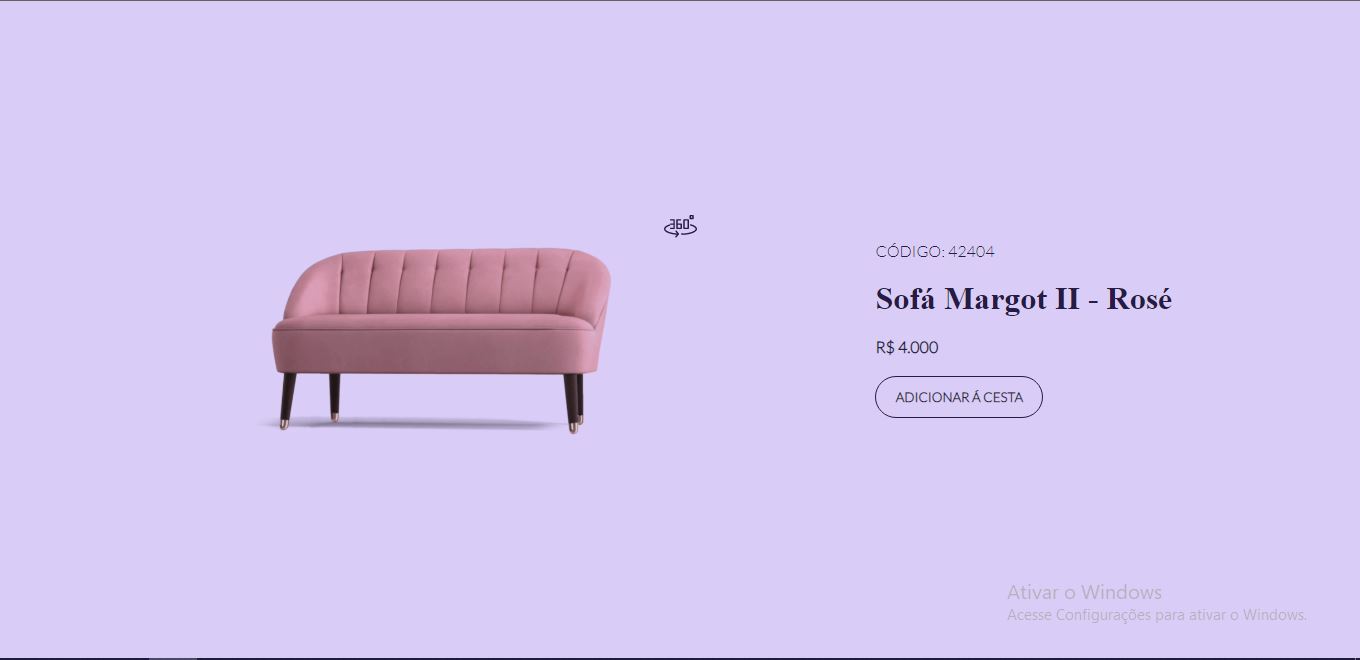 360°
CÓDIGO: 42404
Sofá Margot II - Rosé
R$ 4.000
ADICIONAR Á CESTA
Ativar o Windows
Acesse Configurações para ativar o Windows.